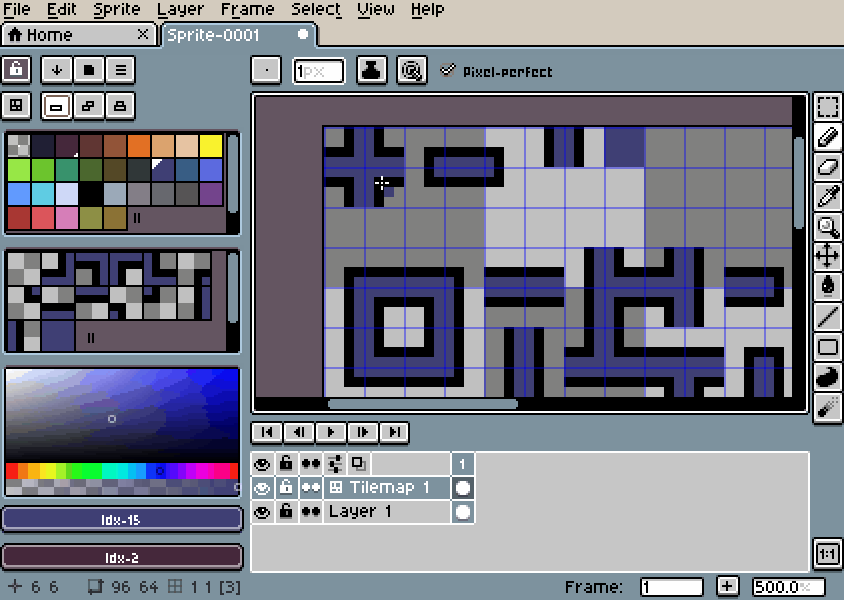 File Edit Sprite Layer Frame Select View Help
Home Sprite-0001
1px Pixel-perfect
1
Tilemap 1
Layer 1
Idx-15
Idx-2
1:1
6 6 96 64 1 1 [3] Frame: 1 + 500.0%